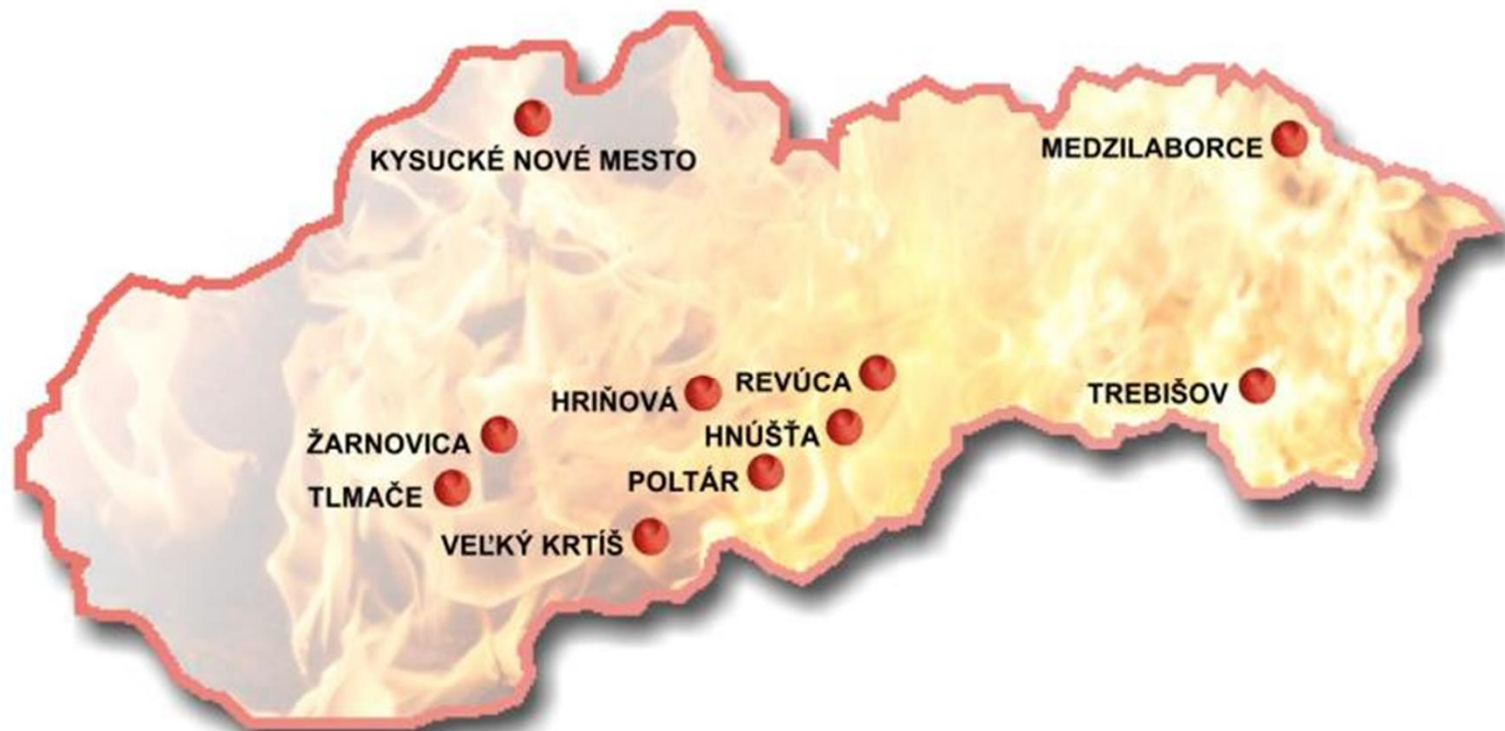 KYSUCKÉ NOVÉ MESTO
MEDZILABORCE
REVÚCA
HRIŇOVÁ
TREBIŠOV
ŽARNOVICA
HNÚŠŤA
POLTÁR
TLMAČE
VEĽKÝ KRTÍŠ